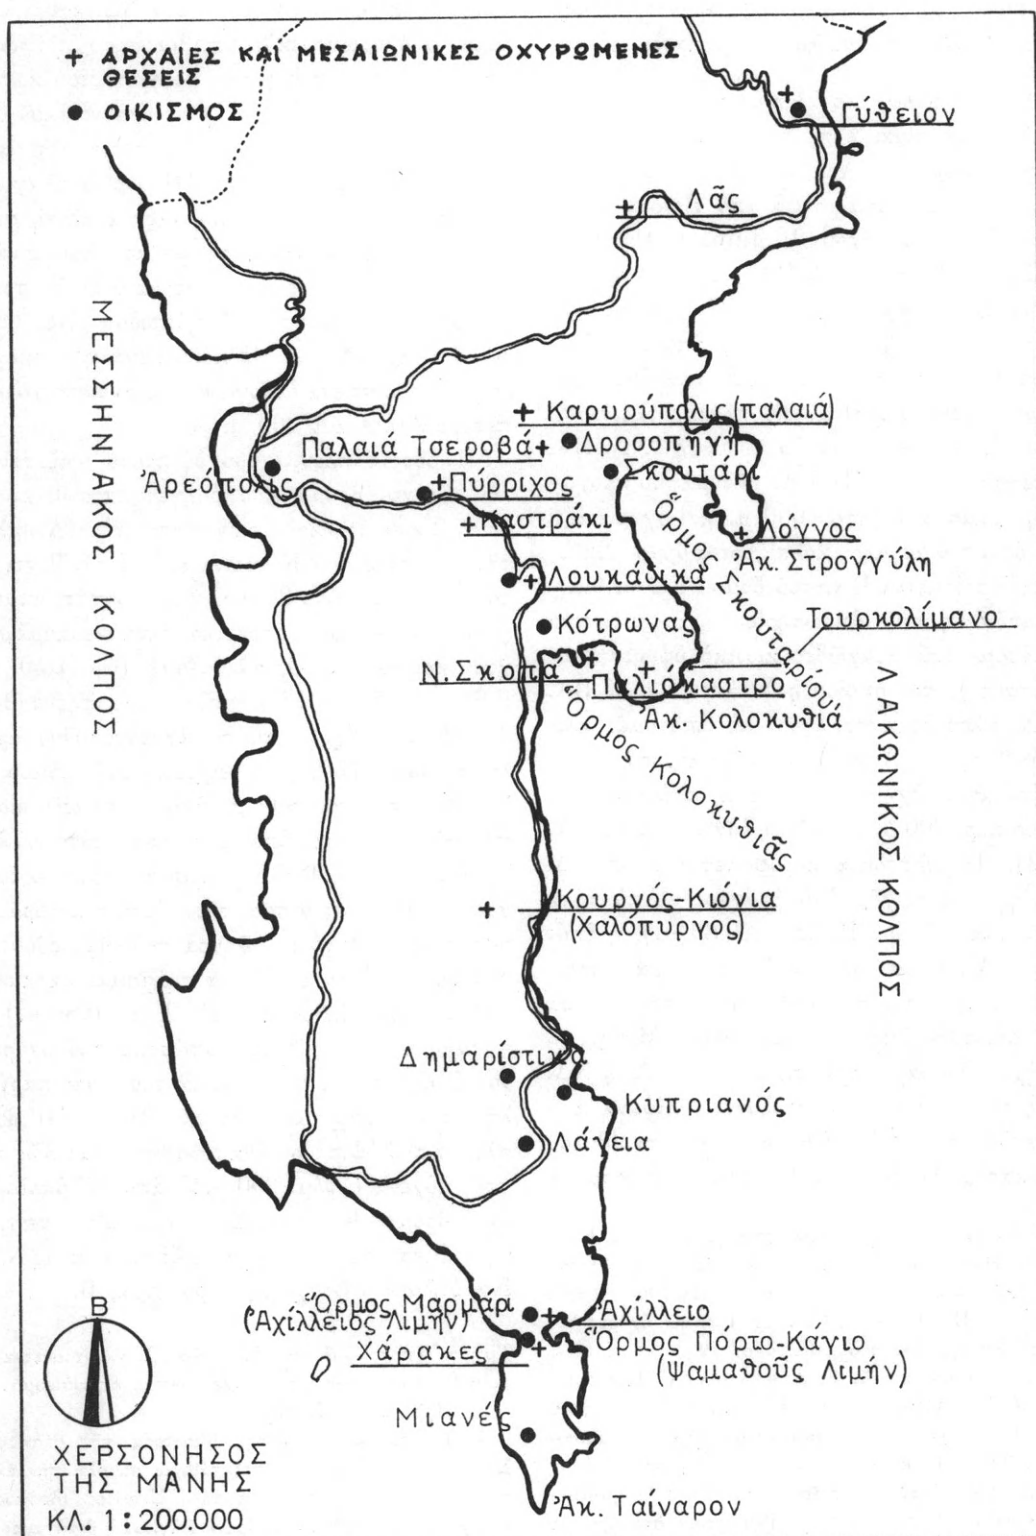 + ΑΡΧΑΙΕΣ ΚΑΙ ΜΕΣΑΙΩΝΙΚΕΣ ΟΧΥΡΩΜΕΝΕΣ
ΘΕΣΕΙΣ
● ΟΙΚΙΣΜΟΣ
Γύθειον
Λᾶς
ΜΕΣΣΗΝΙΑΚΟΣ ΚΟΛΠΟΣ
Καρυούπολις (παλαιά)
Δροσοπηγή
Παλαιά Τσεροβά
Σκουτάρι
Ἀρεόπολις
Πύρριχος
Καστράκι
Ὅρμος Σκουταρίου
Λόγγος
Ἀκ. Στρογγύλη
Λουκάδικα
Κότρωνας
Τουρκολίμανο
Ν. Σκοπά
Παλιόκαστρο
Ἀκ. Κολοκυθιά
Ὅρμος Κολοκυθιᾶς
ΛΑΚΩΝΙΚΟΣ ΚΟΛΠΟΣ
Κουργός-Κιόνια
(Χαλόπυργος)
Δημαρίστικα
Κυπριανός
Λάγεια
Ὅρμος Μαρμάρι
(Ἀχίλλειος Λιμήν)
Ἀχίλλειο
Ὅρμος Πόρτο-Κάγιο
(Ψαμαθοῦς Λιμήν)
Χάρακες
Μιανές
Ἀκ. Ταίναρον
Β
ΧΕΡΣΟΝΗΣΟΣ
ΤΗΣ ΜΑΝΗΣ
ΚΛ. 1:200.000